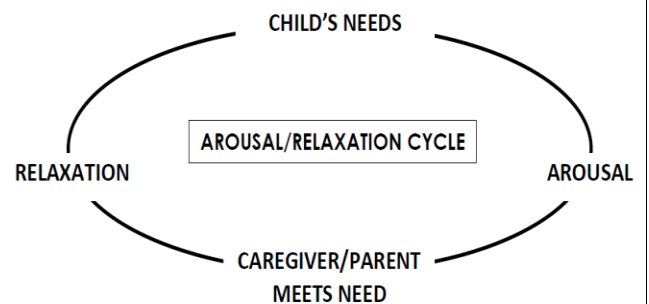 CHILD'S NEEDS
AROUSAL/RELAXATION CYCLE
RELAXATION
AROUSAL
CAREGIVER/PARENT
MEETS NEED